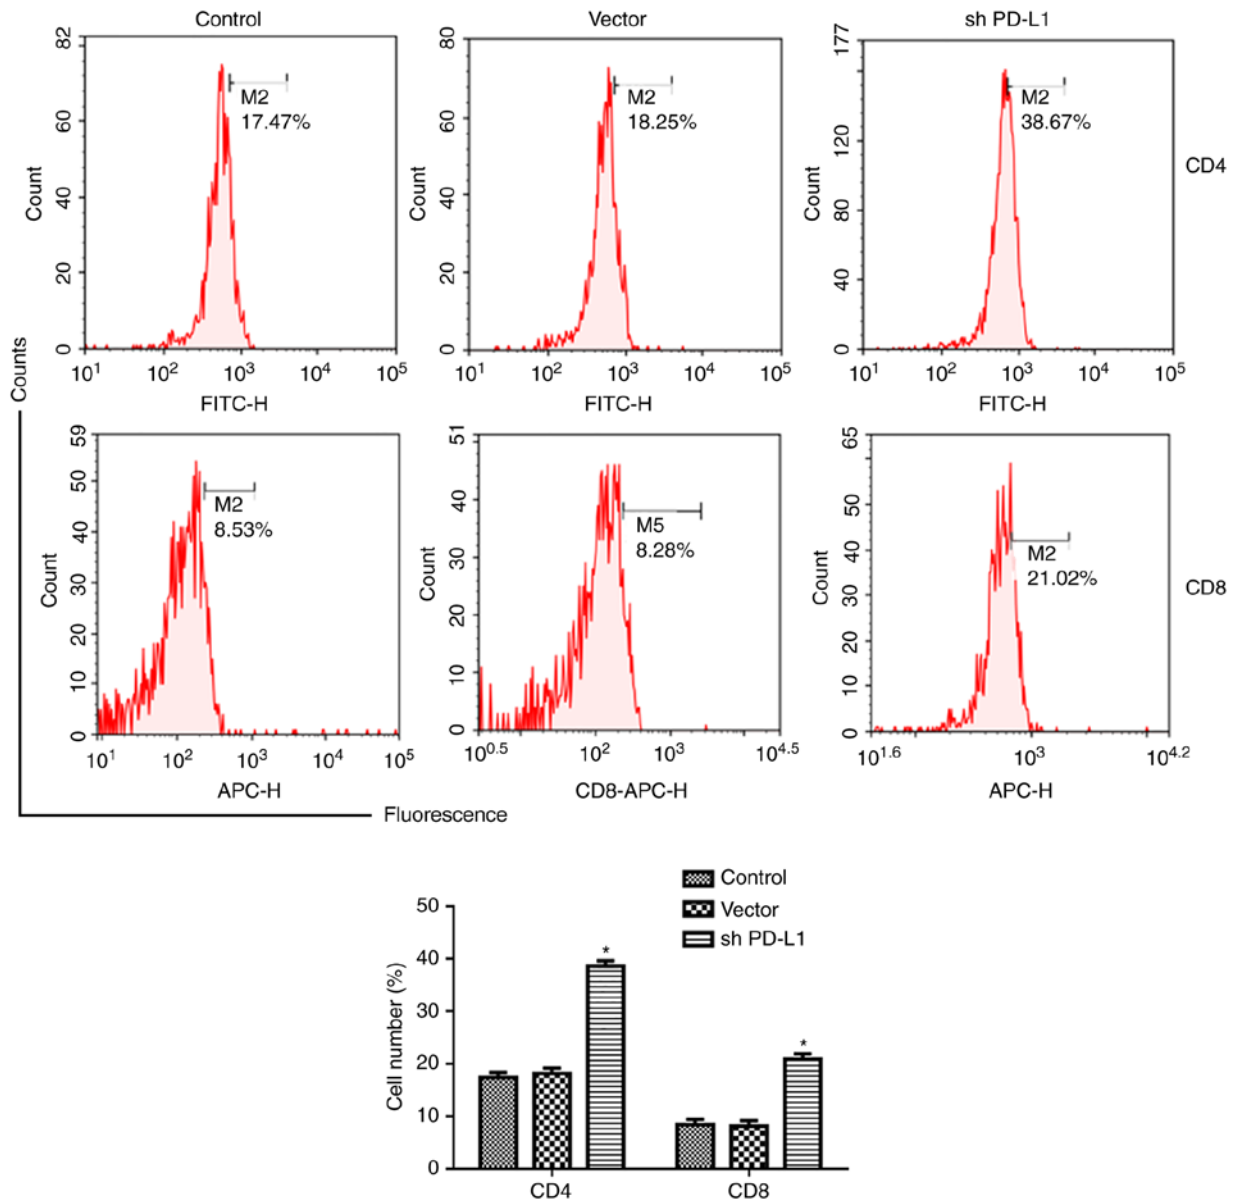 Control
82
60
40
20
0
Count
M2
17.47%
10^1 10^2 10^3 10^4 10^5
FITC-H
Vector
80
60
40
20
0
Count
M2
18.25%
10^1 10^2 10^3 10^4 10^5
FITC-H
sh PD-L1
177
120
80
40
0
Count
M2
38.67%
10^1 10^2 10^3 10^4 10^5
FITC-H
CD4
Counts
59
50
40
30
20
10
0
Count
M2
8.53%
10^1 10^2 10^3 10^4 10^5
APC-H
51
40
30
20
10
0
Count
M5
8.28%
10^0.5 10^2 10^3 10^4.5
CD8-APC-H
65
50
40
30
20
10
0
Count
M2
21.02%
10^1.6 10^3 10^4.2
APC-H
CD8
Fluorescence
Control
Vector
sh PD-L1
50
40
30
20
10
0
Cell number (%)
*
*
CD4 CD8